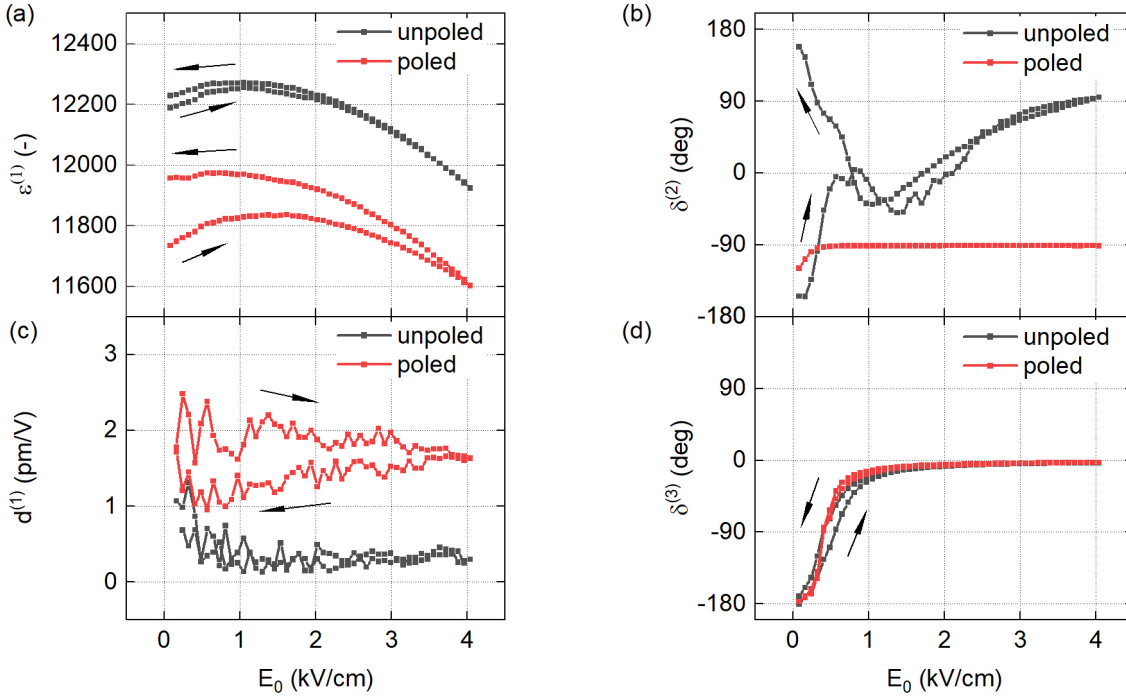 (a)
unpoled
poled
12400
12200
12000
11800
11600
ε⁽¹⁾ (-)
(b)
unpoled
poled
180
90
0
-90
-180
δ⁽²⁾ (deg)
(c)
unpoled
poled
3
2
1
0
d⁽¹⁾ (pm/V)
0 1 2 3 4
E₀ (kV/cm)
(d)
unpoled
poled
90
0
-90
-180
δ⁽³⁾ (deg)
0 1 2 3 4
E₀ (kV/cm)